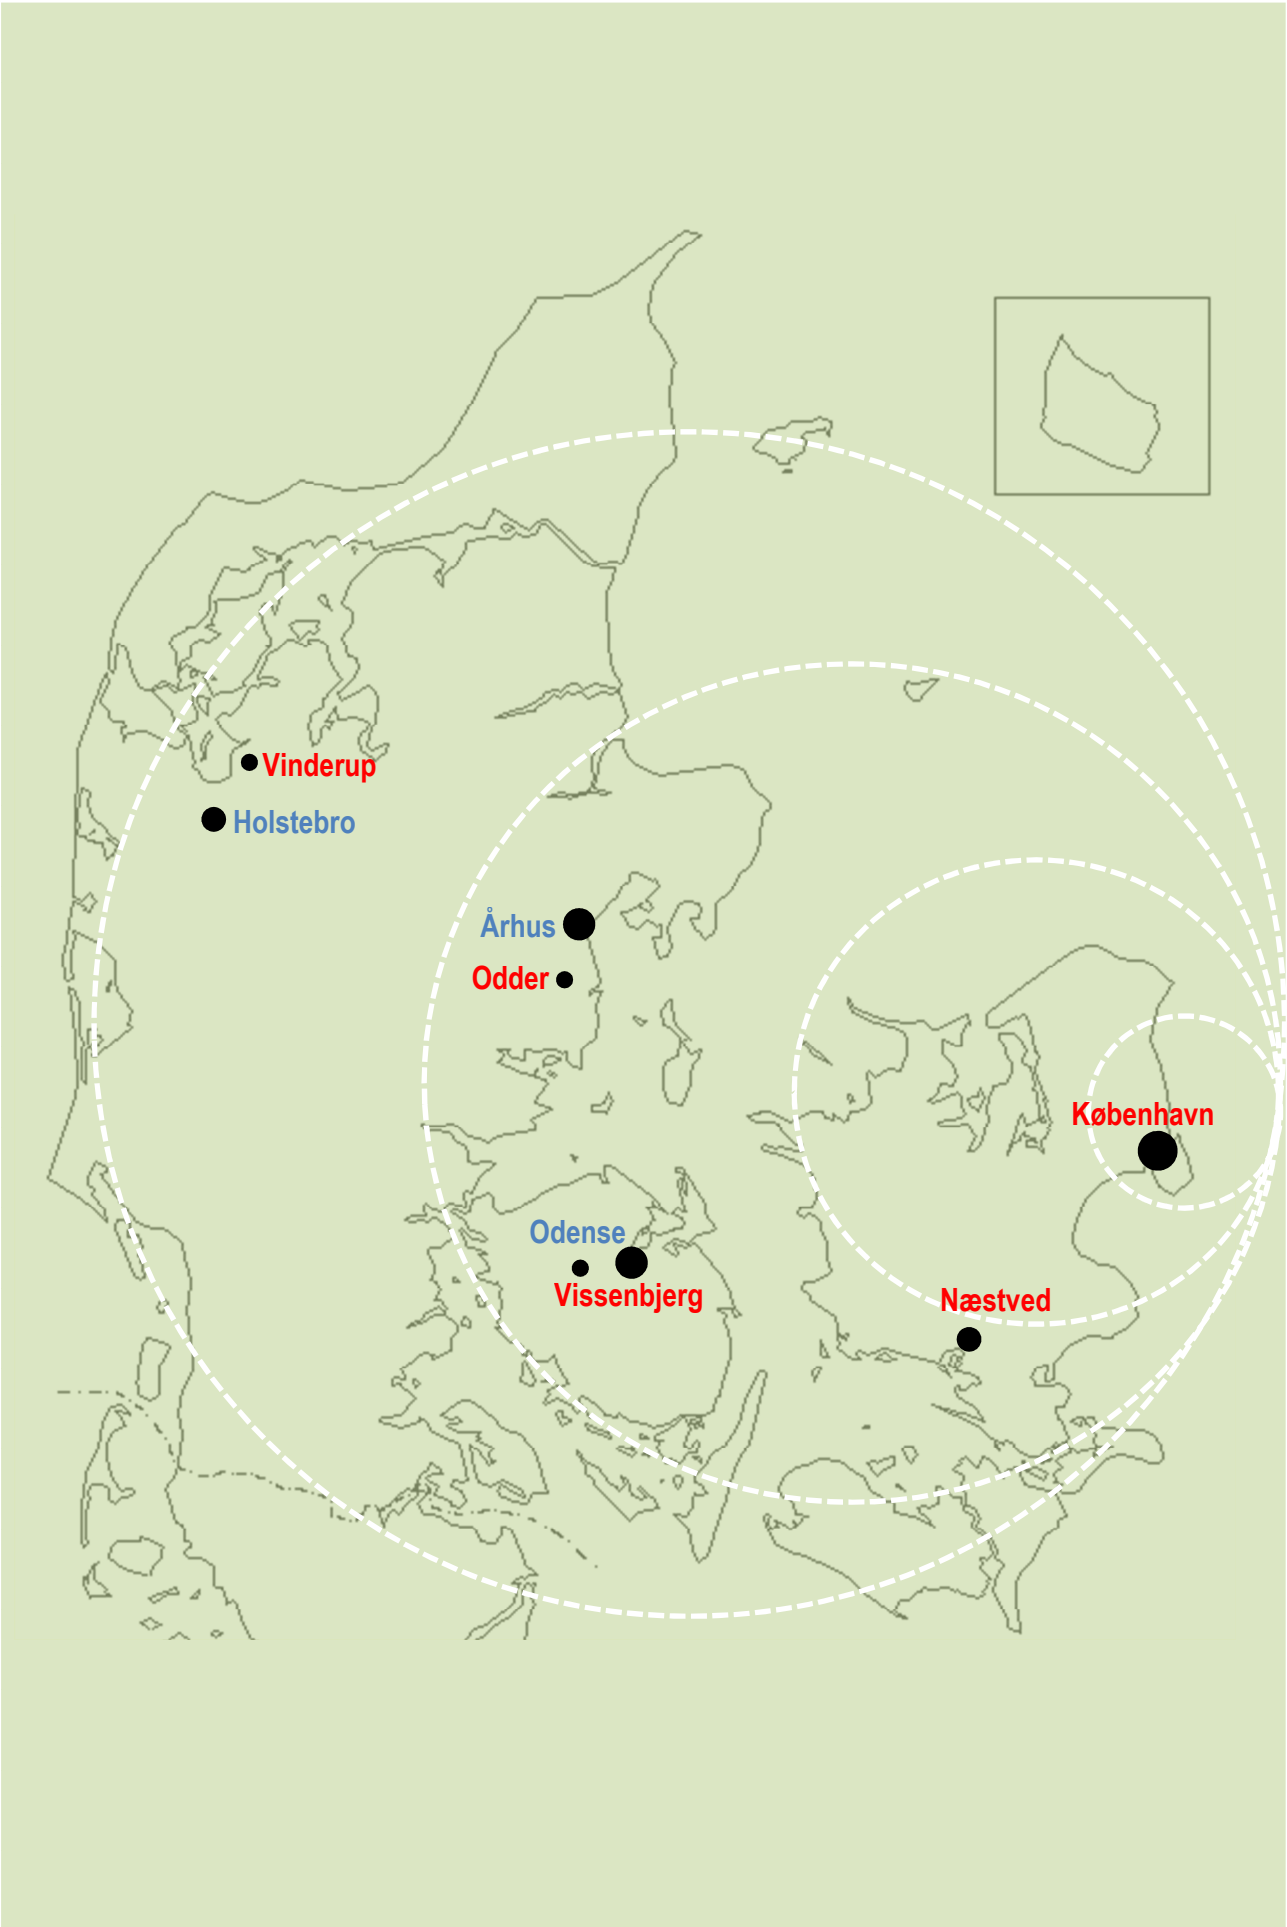 Vinderup
Holstebro
Århus
Odder
København
Odense
Vissenbjerg
Næstved